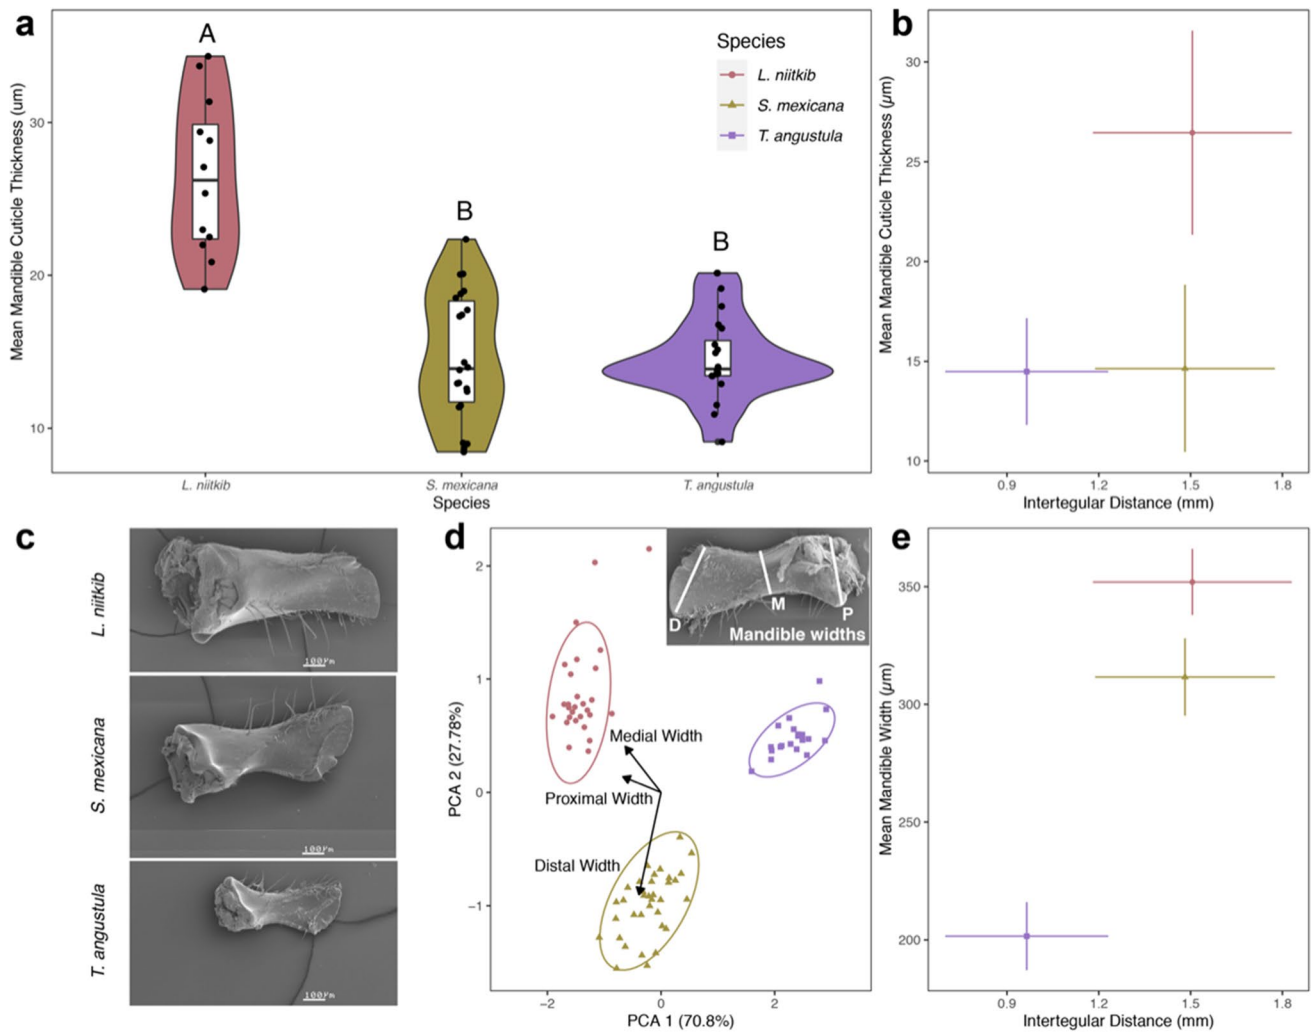 a
A
B
B
Species
L. niitkib
S. mexicana
T. angustula
Mean Mandible Cuticle Thickness (um)
30
20
10
L. niitkib
S. mexicana
T. angustula
Species
b
Mean Mandible Cuticle Thickness (µm)
30
25
20
15
10
0.9
1.2
1.5
1.8
Intertegular Distance (mm)
c
L. niitkib
100µm
S. mexicana
100µm
T. angustula
100µm
d
PCA 2 (27.78%)
2
1
0
−1
D
M
P
Mandible widths
Medial Width
Proximal Width
Distal Width
−2
0
2
PCA 1 (70.8%)
e
Mean Mandible Width (µm)
350
300
250
200
0.9
1.2
1.5
1.8
Intertegular Distance (mm)